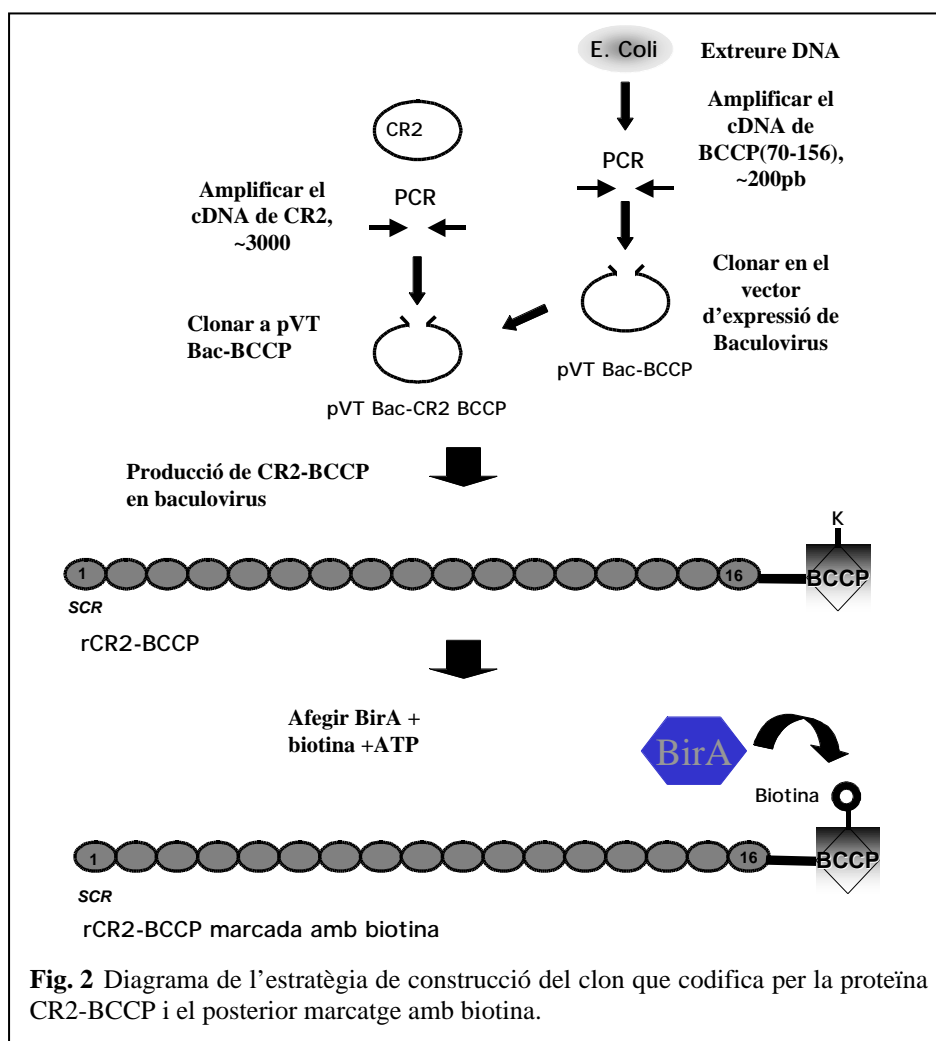 E. Coli
Extreure DNA
Amplificar el
cDNA de
BCCP(70-156),
~200pb
CR2
PCR
Amplificar el
cDNA de CR2,
~3000
PCR
Clonar en el
vector
d'expressió de
Baculovirus
Clonar a pVT
Bac-BCCP
pVT Bac-BCCP
pVT Bac-CR2 BCCP
Producció de CR2-BCCP
en baculovirus
K
1
16
BCCP
SCR
rCR2-BCCP
Afegir BirA +
biotina +ATP
BirA
Biotina
1
16
BCCP
SCR
rCR2-BCCP marcada amb biotina
Fig. 2 Diagrama de l'estratègia de construcció del clon que codifica per la proteïna
CR2-BCCP i el posterior marcatge amb biotina.